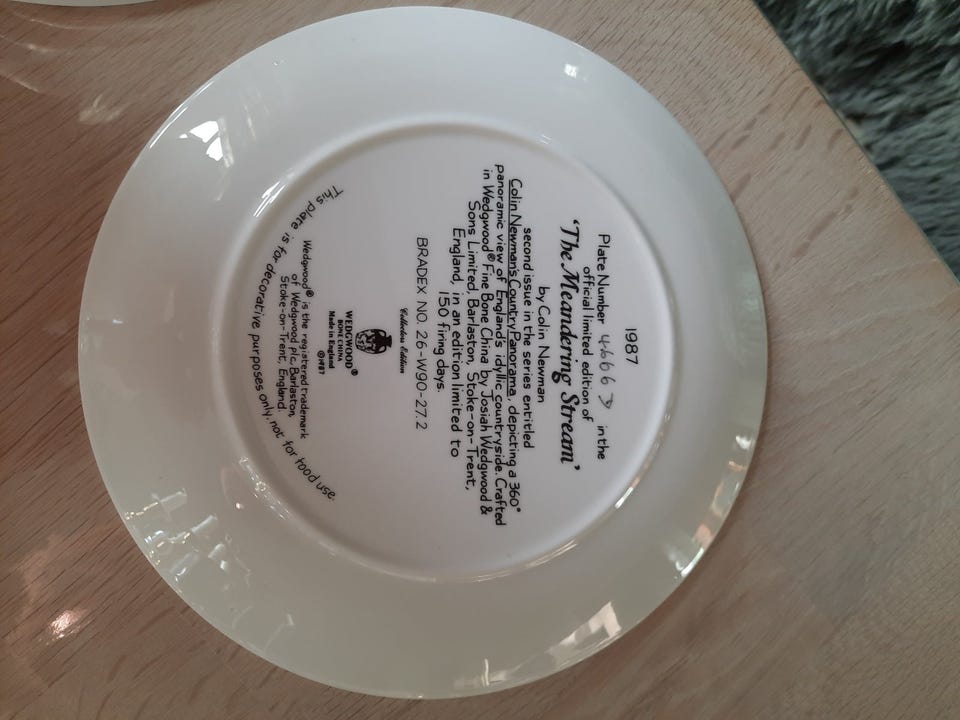 1987
Plate Number 4666 D in the
official limited edition of
'The Meandering Stream'
by Colin Newman
second issue in the series entitled
Colin Newman's Country Panorama, depicting a 360°
panoramic view of England's idyllic countryside. Crafted
in Wedgwood® Fine Bone China by Josiah Wedgwood &
Sons Limited, Barlaston, Stoke-on-Trent,
England, in an edition limited to
150 firing days.
BRADEX NO. 26-W90-27.2
Collectors Edition
WEDGWOOD®
BONE CHINA
Made in England
©1987
Wedgwood® is the registered trademark
of Wedgwood plc, Barlaston,
Stoke-on-Trent, England.
This plate is for decorative purposes only, not for food use.